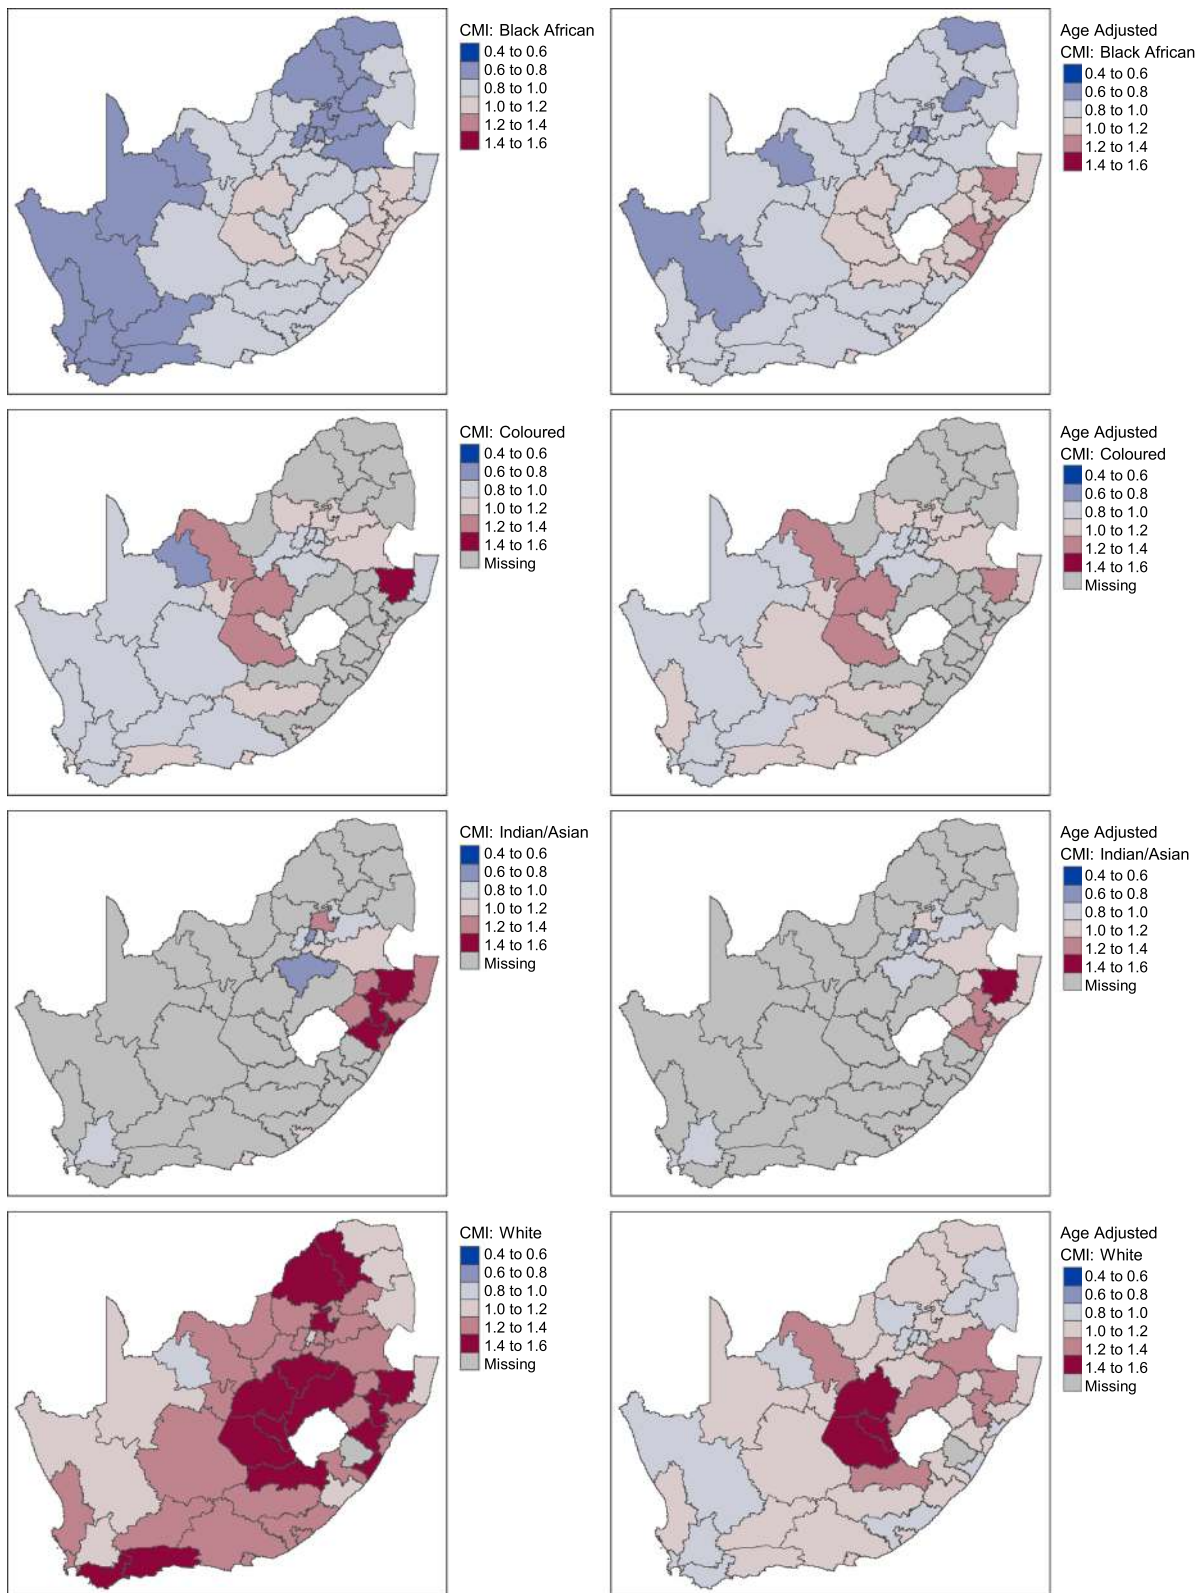 CMI: Black African
0.4 to 0.6
0.6 to 0.8
0.8 to 1.0
1.0 to 1.2
1.2 to 1.4
1.4 to 1.6
Age Adjusted
CMI: Black African
0.4 to 0.6
0.6 to 0.8
0.8 to 1.0
1.0 to 1.2
1.2 to 1.4
1.4 to 1.6
CMI: Coloured
0.4 to 0.6
0.6 to 0.8
0.8 to 1.0
1.0 to 1.2
1.2 to 1.4
1.4 to 1.6
Missing
Age Adjusted
CMI: Coloured
0.4 to 0.6
0.6 to 0.8
0.8 to 1.0
1.0 to 1.2
1.2 to 1.4
1.4 to 1.6
Missing
CMI: Indian/Asian
0.4 to 0.6
0.6 to 0.8
0.8 to 1.0
1.0 to 1.2
1.2 to 1.4
1.4 to 1.6
Missing
Age Adjusted
CMI: Indian/Asian
0.4 to 0.6
0.6 to 0.8
0.8 to 1.0
1.0 to 1.2
1.2 to 1.4
1.4 to 1.6
Missing
CMI: White
0.4 to 0.6
0.6 to 0.8
0.8 to 1.0
1.0 to 1.2
1.2 to 1.4
1.4 to 1.6
Missing
Age Adjusted
CMI: White
0.4 to 0.6
0.6 to 0.8
0.8 to 1.0
1.0 to 1.2
1.2 to 1.4
1.4 to 1.6
Missing